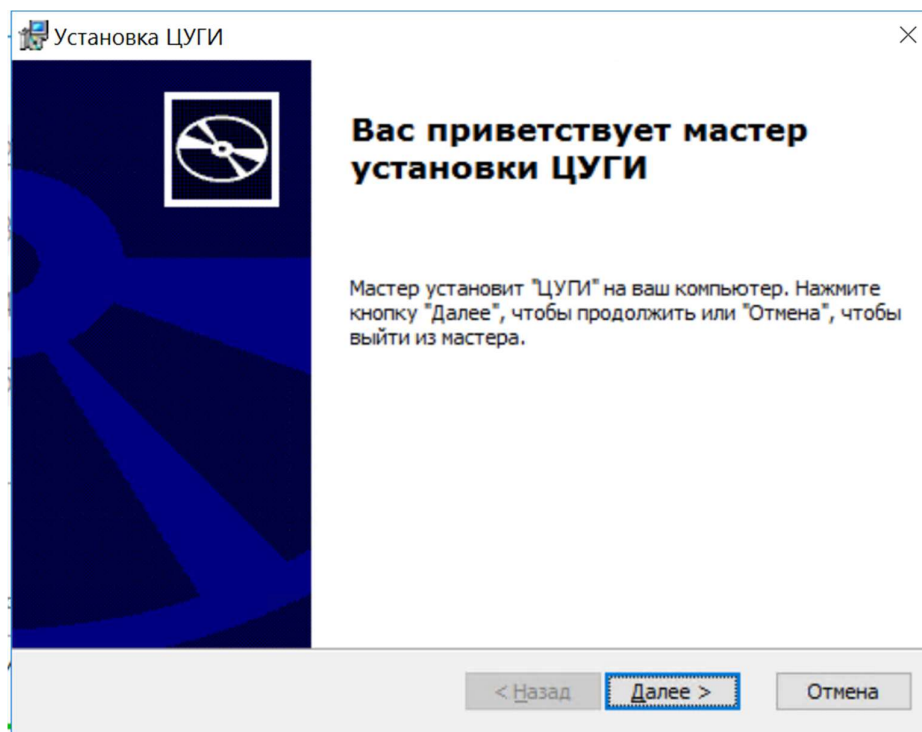 Установка ЦУГИ
Вас приветствует мастер
установки ЦУГИ
Мастер установит "ЦУГИ" на ваш компьютер. Нажмите
кнопку "Далее", чтобы продолжить или "Отмена", чтобы
выйти из мастера.
< Назад
Далее >
Отмена